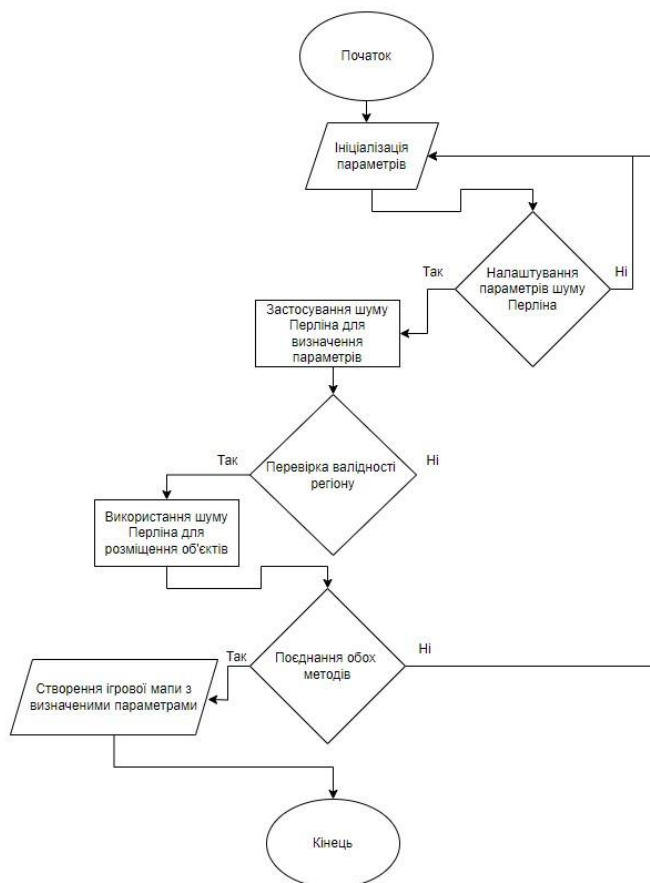 Початок
Ініціалізація
параметрів
Налаштування
параметрів шуму
Перліна
Так
Ні
Застосування шуму
Перліна для
визначення
параметрів
Перевірка валідності
регіону
Так
Ні
Використання шуму
Перліна для
розміщення об'єктів
Поєднання обох
методів
Так
Ні
Створення ігрової мапи з
визначеними параметрами
Кінець